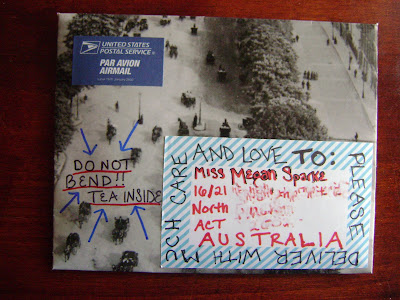 UNITED STATES
POSTAL SERVICE®
PAR AVION
AIRMAIL
DO NOT
BEND!!
TEA INSIDE
PLEASE DELIVER WITH MUCH CARE AND LOVE TO:
Miss Megan Sparke
16/21
North
ACT
AUSTRALIA